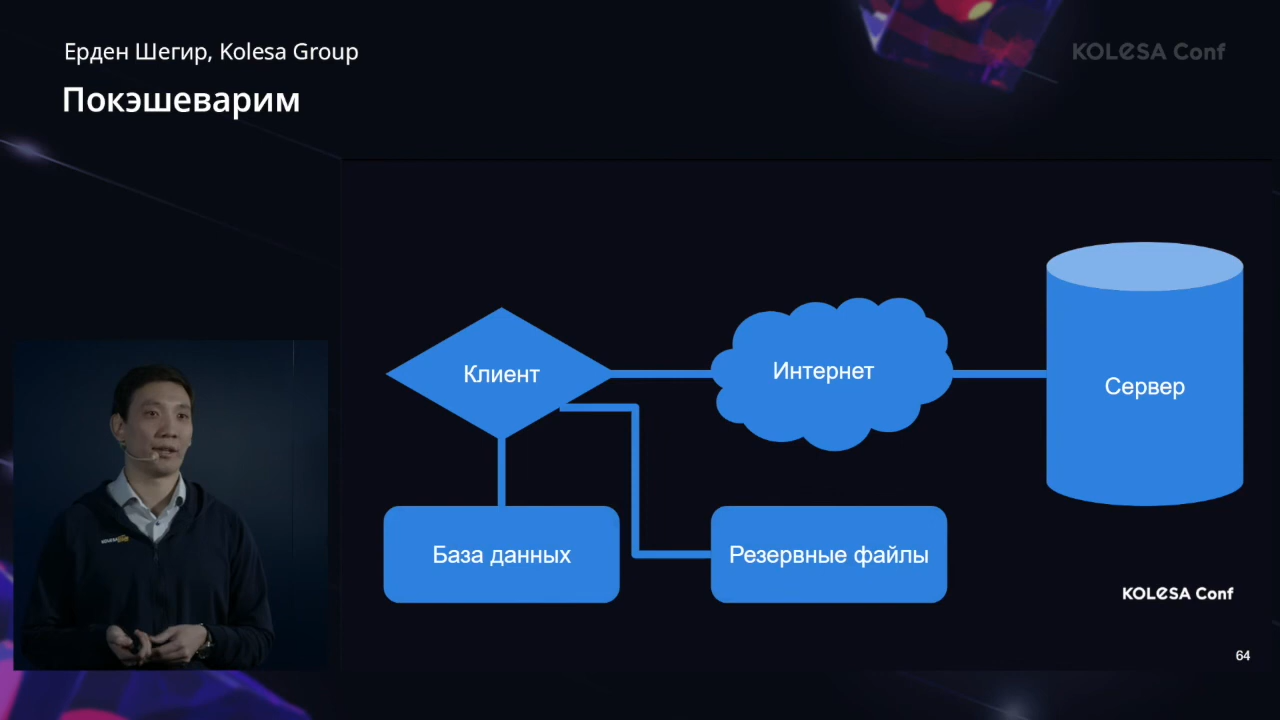 Ерден Шегир, Kolesa Group
KOLESA Conf
Покэшеварим
Клиент
Интернет
Сервер
База данных
Резервные файлы
KOLESA Conf
64